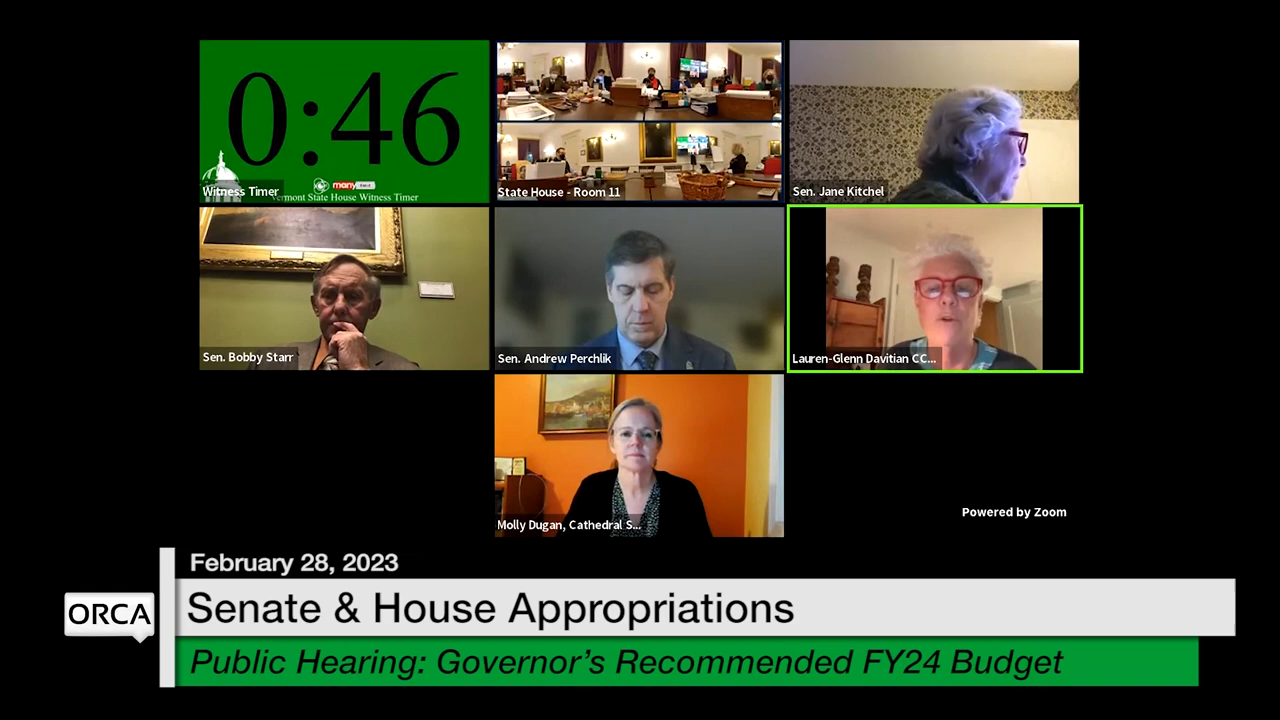 0:46
Witness Timer
many
Vermont State House Witness Timer
State House - Room 11
Sen. Jane Kitchel
Sen. Bobby Starr
Sen. Andrew Perchlik
Lauren-Glenn Davitian CC...
Molly Dugan, Cathedral S...
Powered by Zoom
February 28, 2023
ORCA
Senate & House Appropriations
Public Hearing: Governor's Recommended FY24 Budget